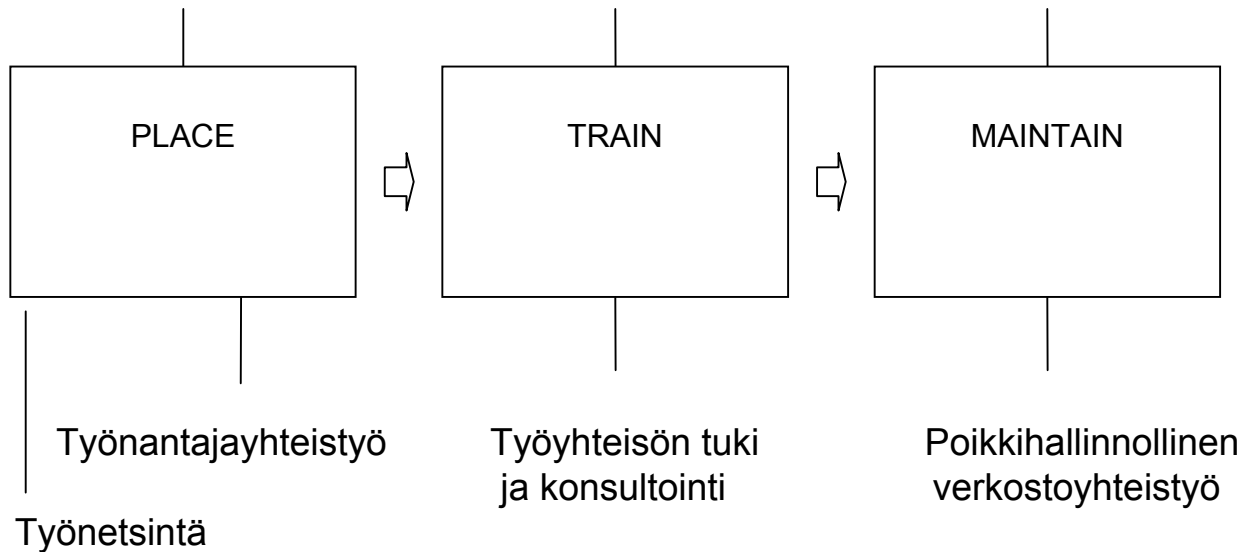 PLACE
TRAIN
MAINTAIN
Työnantajayhteistyö
Työyhteisön tuki
ja konsultointi
Poikkihallinnollinen
verkostoyhteistyö
Työnetsintä